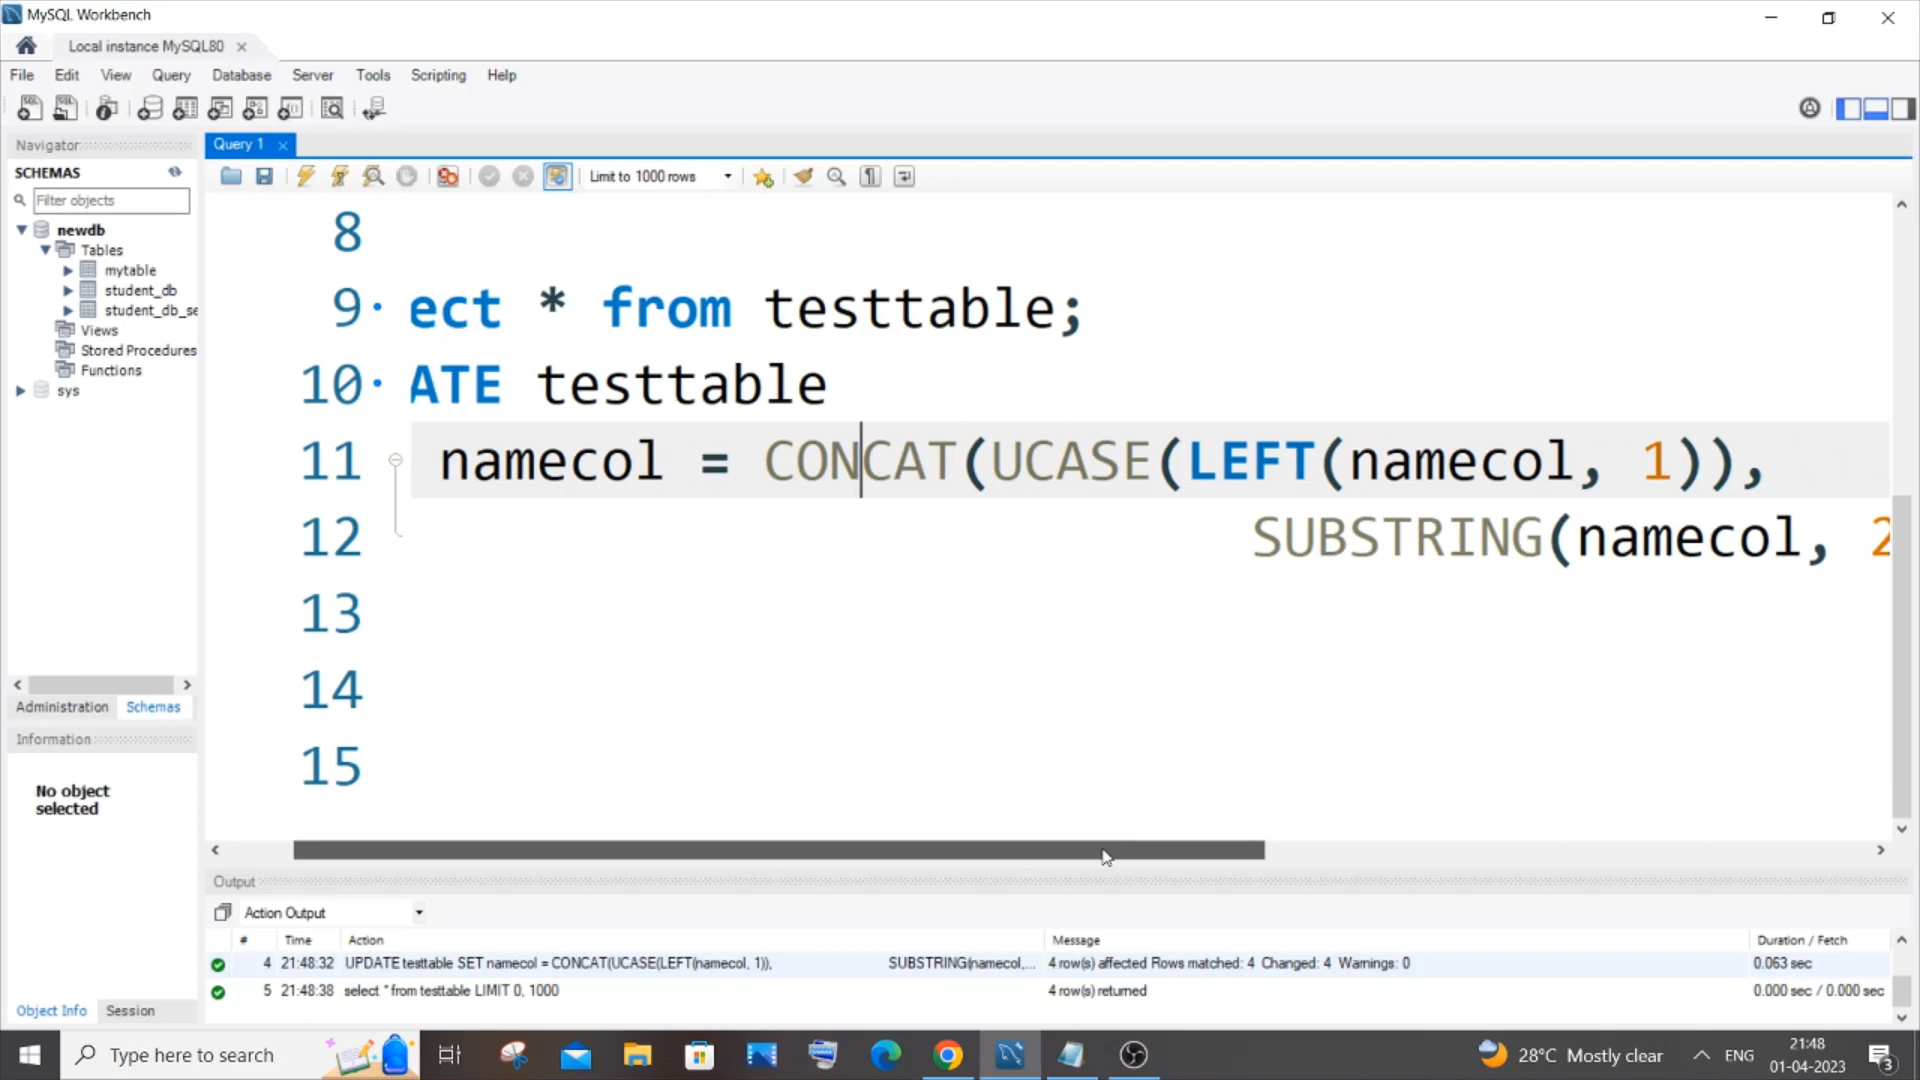 MySQL Workbench
Local instance MySQL80
File Edit View Query Database Server Tools Scripting Help
Navigator
Query 1
SCHEMAS
Limit to 1000 rows
Filter objects
newdb
Tables
mytable
student_db
student_db_se
Views
Stored Procedures
Functions
sys
8
9 ect * from testtable;
10 ATE testtable
11 namecol = CONCAT(UCASE(LEFT(namecol, 1)),
12 SUBSTRING(namecol, 2
13
14
15
Administration Schemas
Information
No object
selected
Output
Action Output
# Time Action Message Duration / Fetch
4 21:48:32 UPDATE testtable SET namecol = CONCAT(UCASE(LEFT(namecol, 1)), SUBSTRING(namecol,... 4 row(s) affected Rows matched: 4 Changed: 4 Warnings: 0 0.063 sec
5 21:48:38 select * from testtable LIMIT 0, 1000 4 row(s) returned 0.000 sec / 0.000 sec
Object Info Session
Type here to search
28°C Mostly clear
ENG
21:48
01-04-2023
3